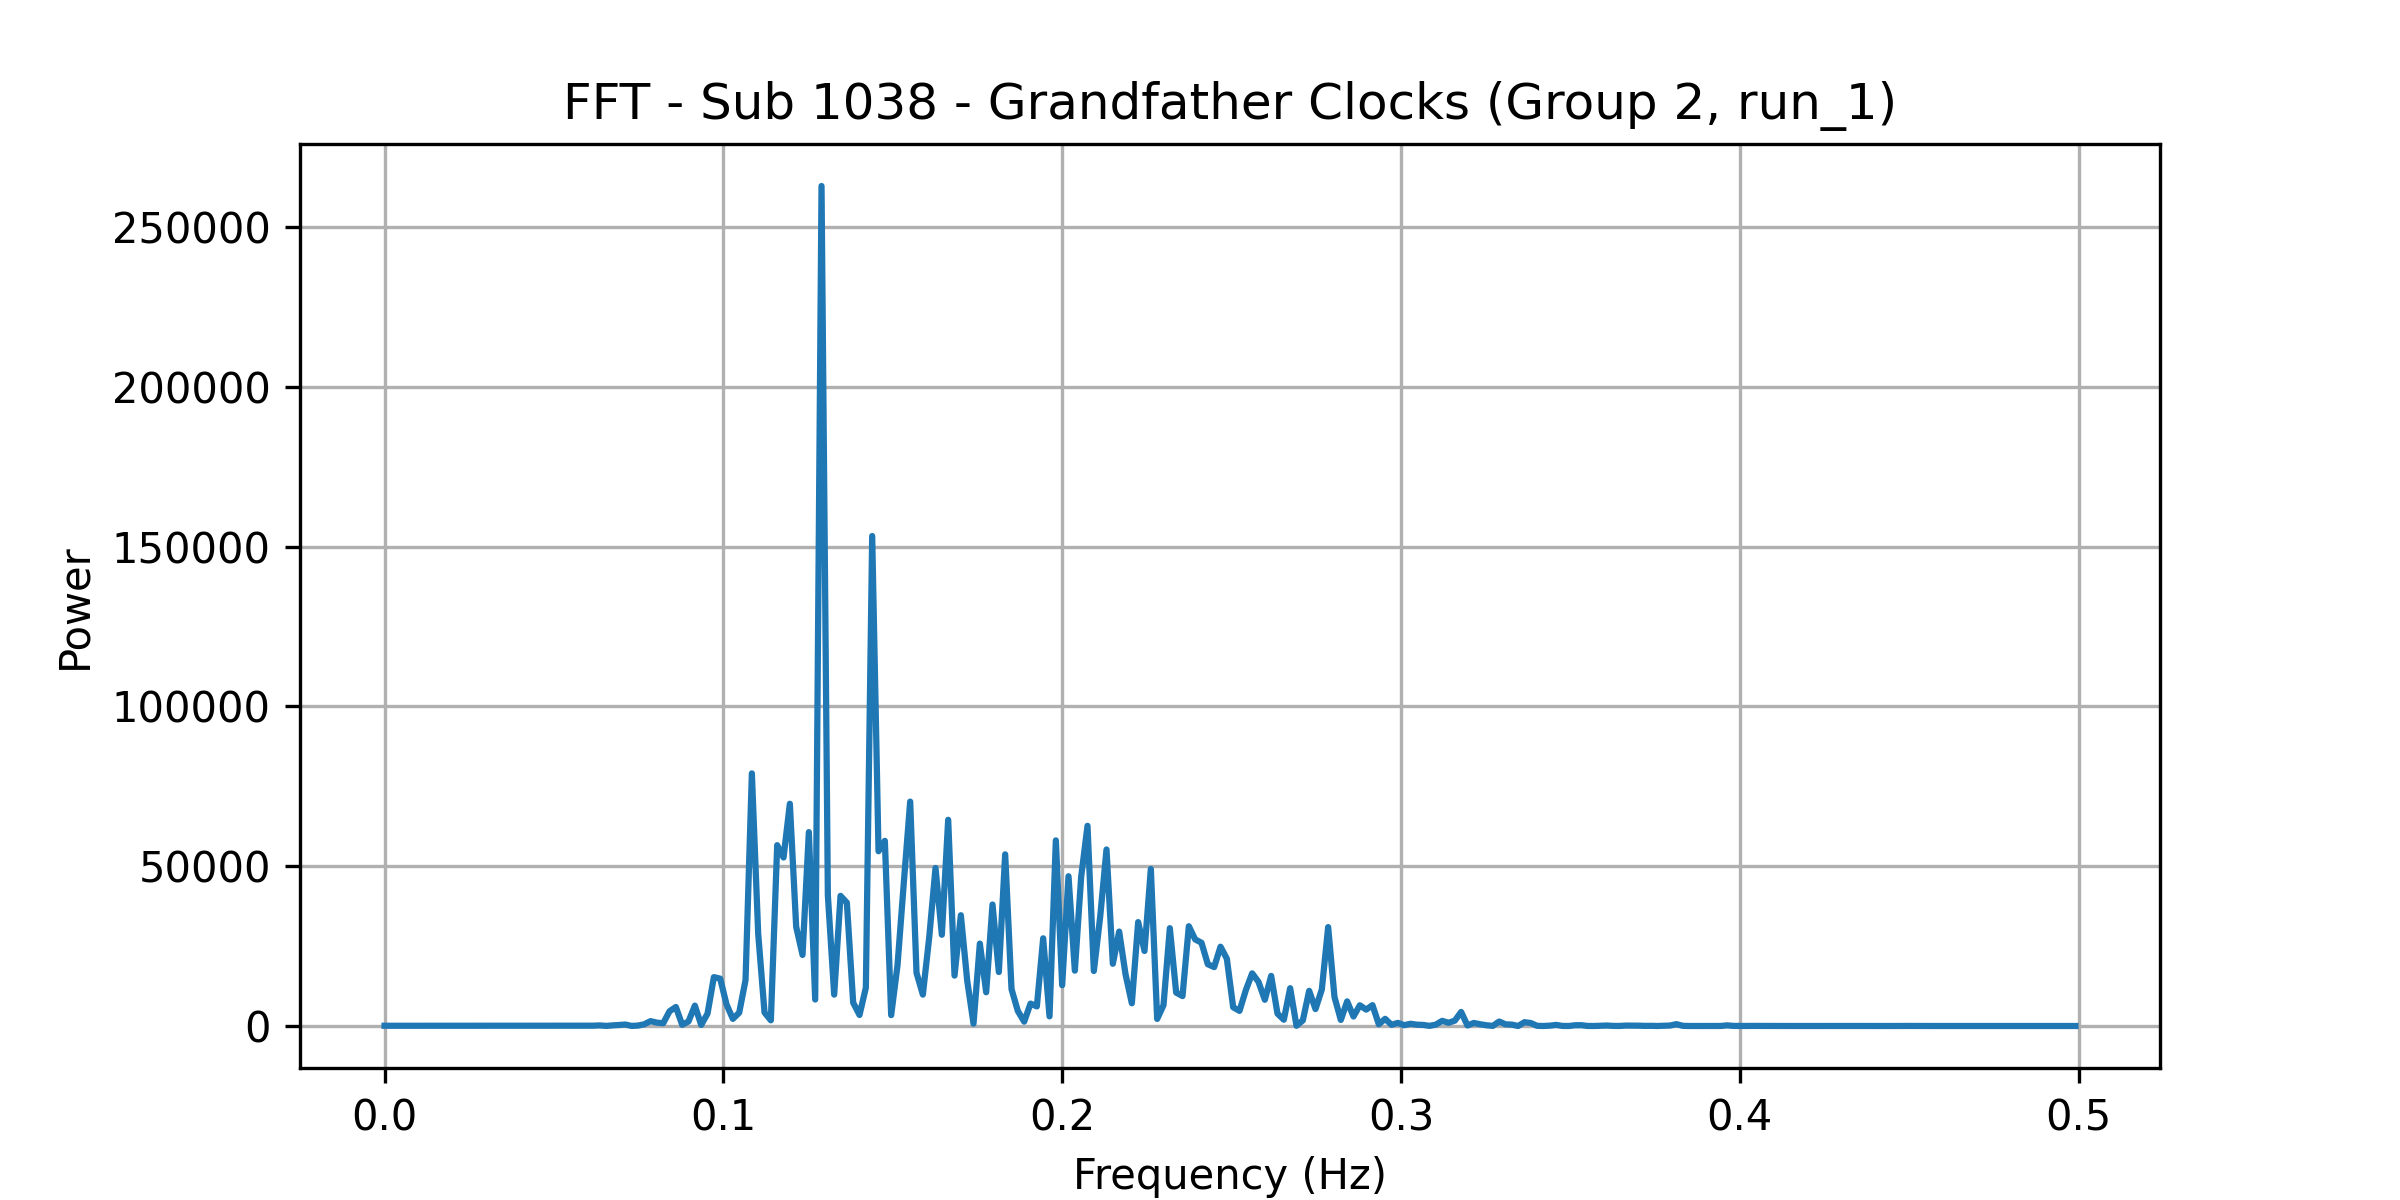 FFT - Sub 1038 - Grandfather Clocks (Group 2, run_1)
250000
200000
150000
100000
50000
0
Power
0.0 0.1 0.2 0.3 0.4 0.5
Frequency (Hz)